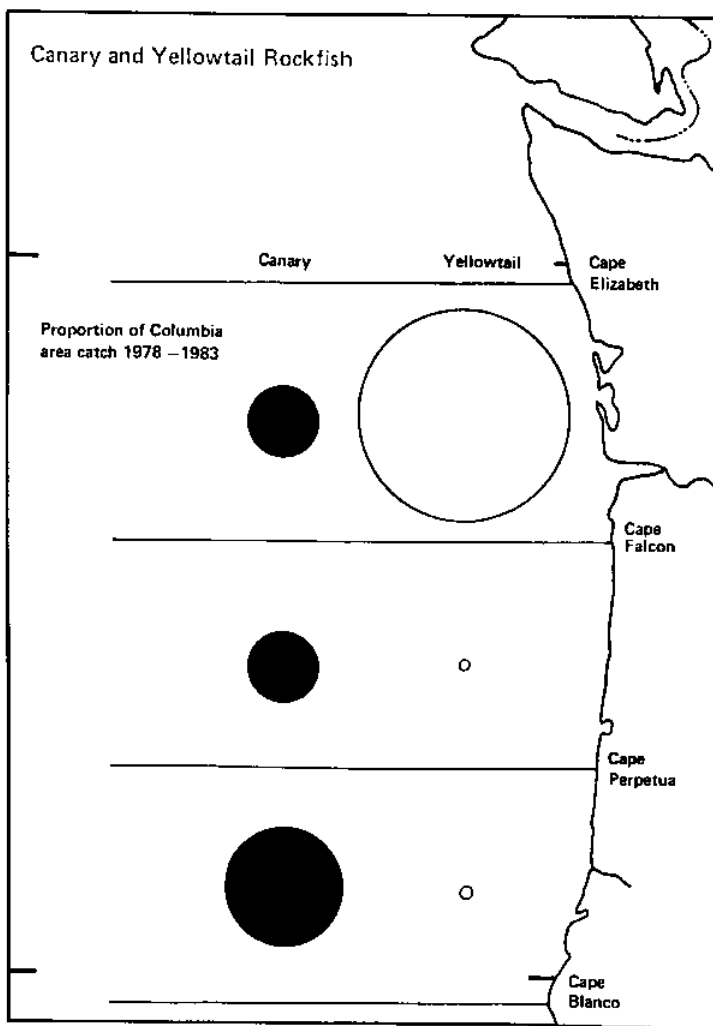 Canary and Yellowtail Rockfish
Canary
Yellowtail
Cape
Elizabeth
Proportion of Columbia
area catch 1978 – 1983
Cape
Falcon
Cape
Perpetua
Cape
Blanco